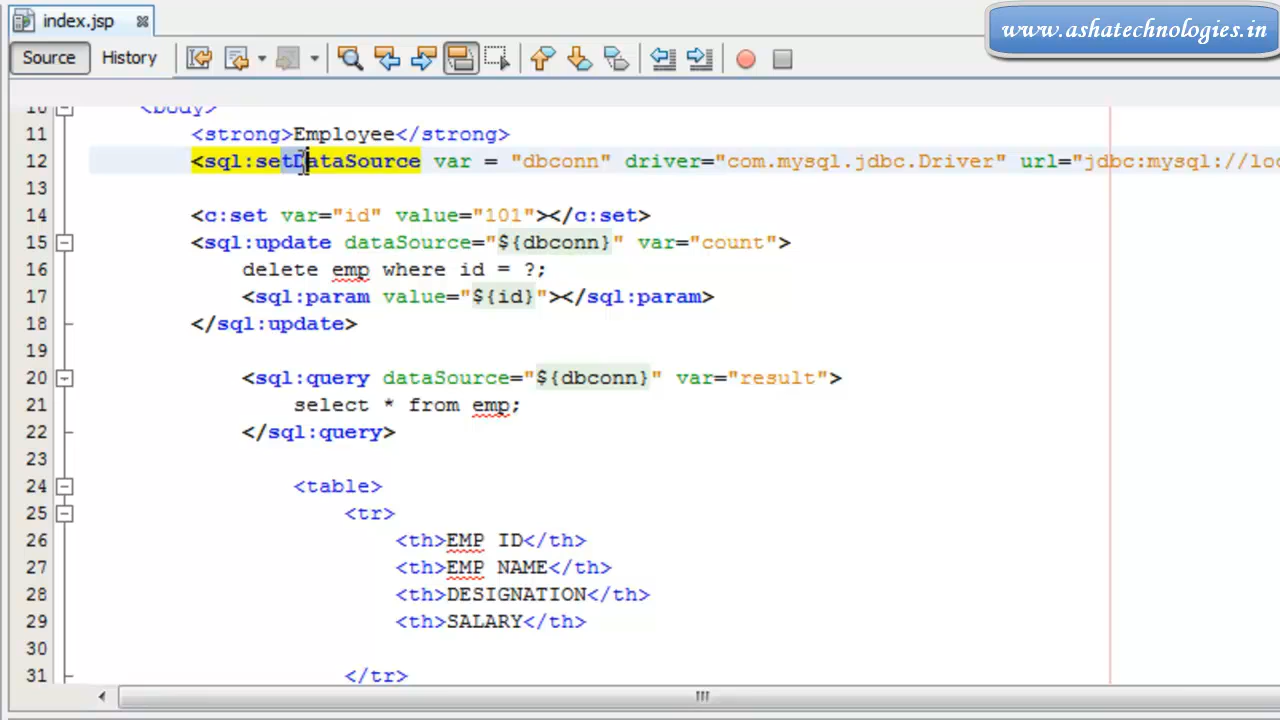 index.jsp
www.ashatechnologies.in
Source History
10 <body>
11 <strong>Employee</strong>
12 <sql:setDataSource var = "dbconn" driver="com.mysql.jdbc.Driver" url="jdbc:mysql://loc
13
14 <c:set var="id" value="101"></c:set>
15 <sql:update dataSource="${dbconn}" var="count">
16 delete emp where id = ?;
17 <sql:param value="${id}"></sql:param>
18 </sql:update>
19
20 <sql:query dataSource="${dbconn}" var="result">
21 select * from emp;
22 </sql:query>
23
24 <table>
25 <tr>
26 <th>EMP ID</th>
27 <th>EMP NAME</th>
28 <th>DESIGNATION</th>
29 <th>SALARY</th>
30
31 </tr>